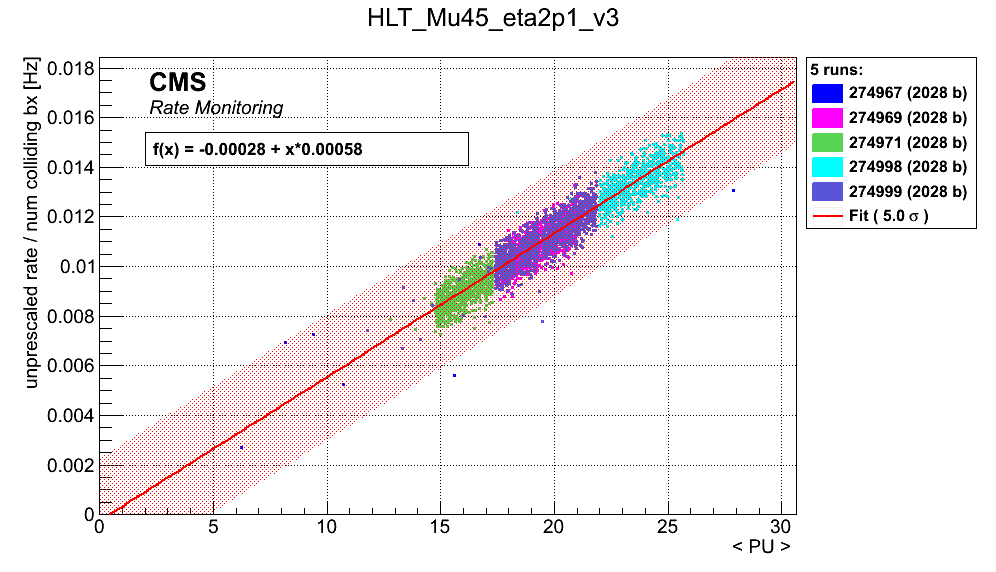 HLT_Mu45_eta2p1_v3
unprescaled rate / num colliding bx [Hz]
0.018
0.016
0.014
0.012
0.01
0.008
0.006
0.004
0.002
0
CMS
Rate Monitoring
f(x) = -0.00028 + x*0.00058
0 5 10 15 20 25 30
< PU >
5 runs:
274967 (2028 b)
274969 (2028 b)
274971 (2028 b)
274998 (2028 b)
274999 (2028 b)
Fit ( 5.0 σ )